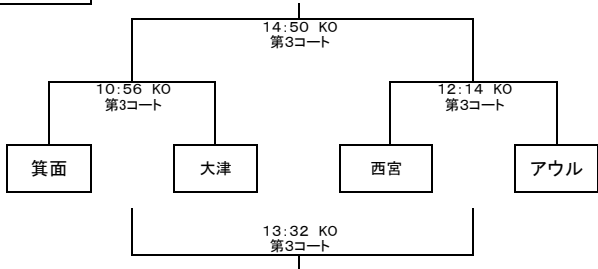 14:50 KO
第3コート
10:56 KO
第3コート
12:14 KO
第3コート
箕面
大津
西宮
アウル
13:32 KO
第3コート